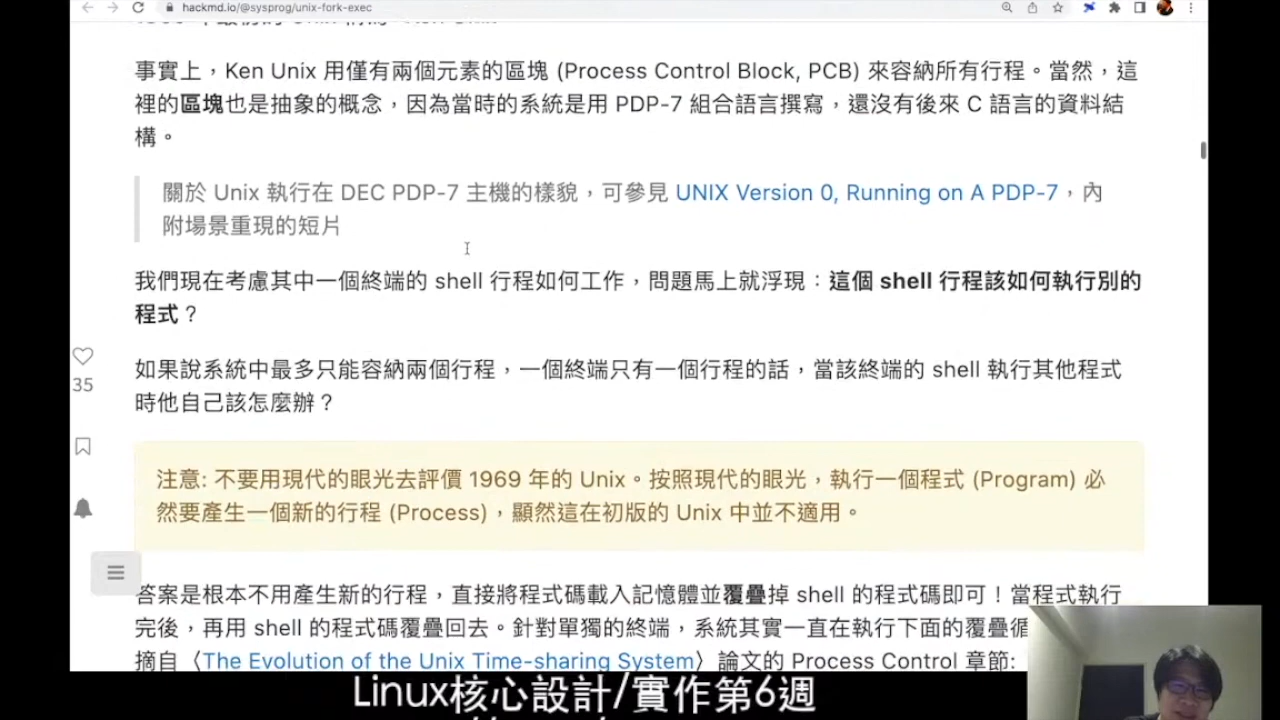 hackmd.io/@sysprog/unix-fork-exec
事實上，Ken Unix 用僅有兩個元素的區塊 (Process Control Block, PCB) 來容納所有行程。當然，這
裡的區塊也是抽象的概念，因為當時的系統是用 PDP-7 組合語言撰寫，還沒有後來 C 語言的資料結
構。
關於 Unix 執行在 DEC PDP-7 主機的樣貌，可參見 UNIX Version 0, Running on A PDP-7，內
附場景重現的短片
我們現在考慮其中一個終端的 shell 行程如何工作，問題馬上就浮現：這個 shell 行程該如何執行別的
程式？
如果說系統中最多只能容納兩個行程，一個終端只有一個行程的話，當該終端的 shell 執行其他程式
時他自己該怎麼辦？
35
注意: 不要用現代的眼光去評價 1969 年的 Unix。按照現代的眼光，執行一個程式 (Program) 必
然要產生一個新的行程 (Process)，顯然這在初版的 Unix 中並不適用。
答案是根本不用產生新的行程，直接將程式碼載入記憶體並覆疊掉 shell 的程式碼即可！當程式執行
完後，再用 shell 的程式碼覆疊回去。針對單獨的終端，系統其實一直在執行下面的覆疊循
摘自〈The Evolution of the Unix Time-sharing System〉論文的 Process Control 章節:
Linux核心設計/實作第6週